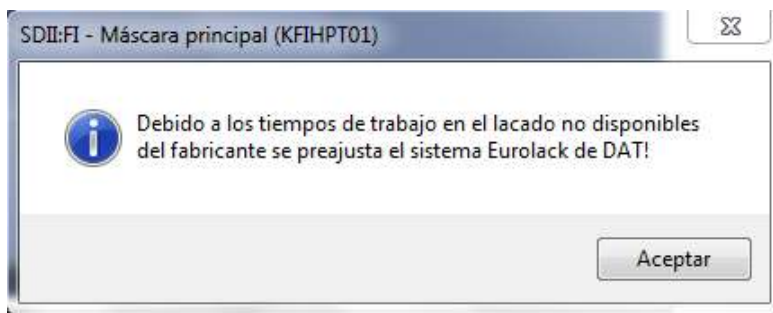 SDII:FI - Máscara principal (KFIHPT01)
Debido a los tiempos de trabajo en el lacado no disponibles
del fabricante se preajusta el sistema Eurolack de DAT!
Aceptar